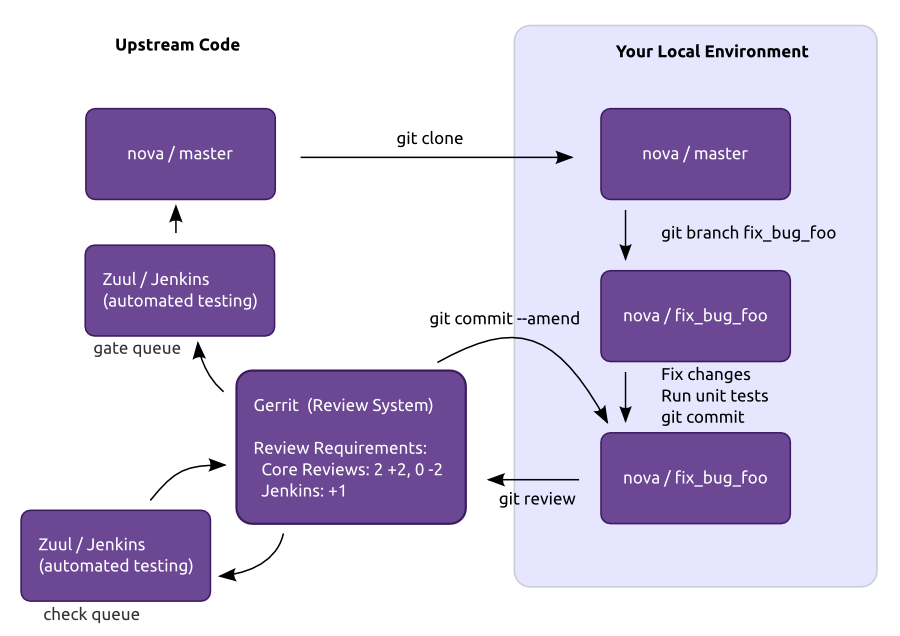 Upstream Code
Your Local Environment
nova / master
git clone
nova / master
git branch fix_bug_foo
Zuul / Jenkins
(automated testing)
gate queue
nova / fix_bug_foo
git commit --amend
Fix changes
Run unit tests
git commit
Gerrit  (Review System)
Review Requirements:
Core Reviews: 2 +2, 0 -2
Jenkins: +1
nova / fix_bug_foo
git review
Zuul / Jenkins
(automated testing)
check queue